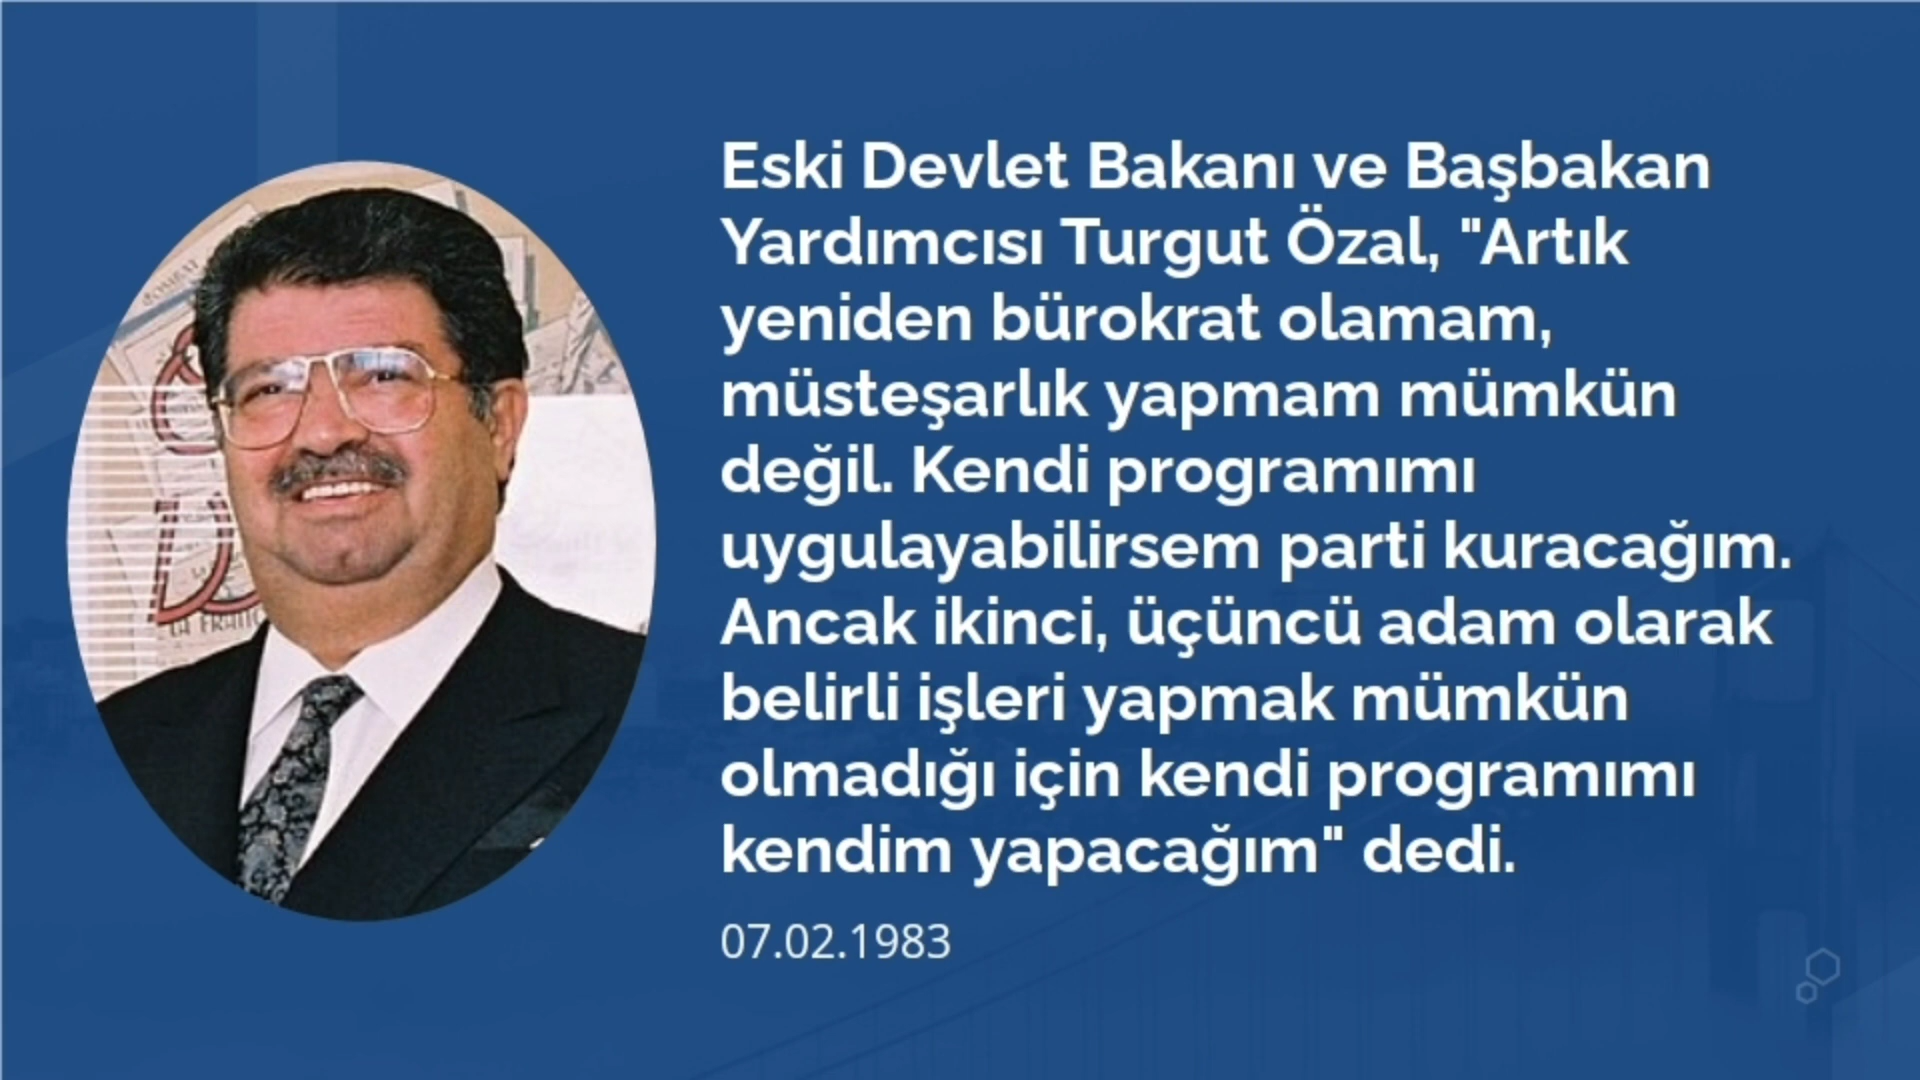 Eski Devlet Bakanı ve Başbakan
Yardımcısı Turgut Özal, "Artık
yeniden bürokrat olamam,
müsteşarlık yapmam mümkün
değil. Kendi programımı
uygulayabilirsem parti kuracağım.
Ancak ikinci, üçüncü adam olarak
belirli işleri yapmak mümkün
olmadığı için kendi programımı
kendim yapacağım" dedi.
07.02.1983